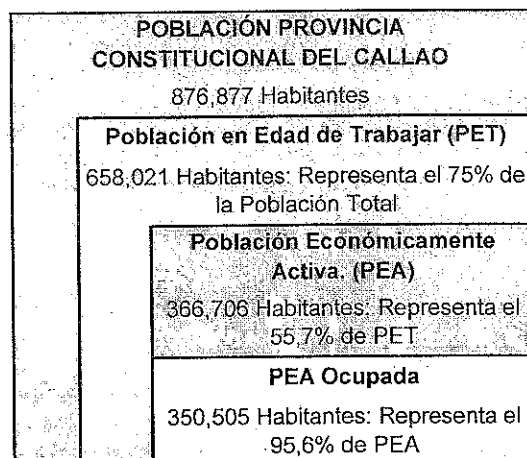 POBLACIÓN PROVINCIA
CONSTITUCIONAL DEL CALLAO
876,877 Habitantes
Población en Edad de Trabajar (PET)
658,021 Habitantes: Representa el 75% de
la Población Total
Población Económicamente
Activa. (PEA)
366,706 Habitantes: Representa el
55,7% de PET
PEA Ocupada
350,505 Habitantes: Representa el
95,6% de PEA